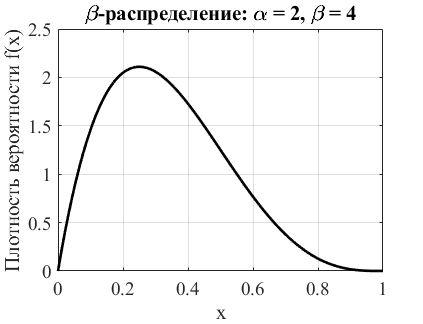 β-распределение: α = 2, β = 4
Плотность вероятности f(x)
2.5
2
1.5
1
0.5
0
0 0.2 0.4 0.6 0.8 1
x